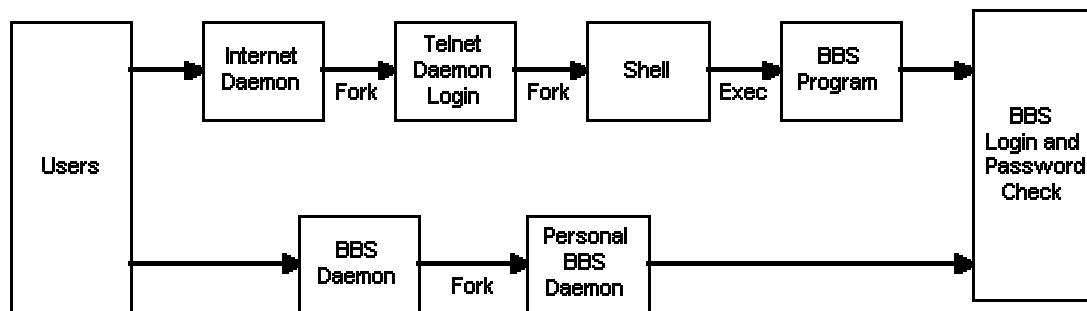 Users
Internet
Daemon
Fork
Telnet
Daemon
Login
Fork
Shell
Exec
BBS
Program
BBS
Login and
Password
Check
BBS
Daemon
Fork
Personal
BBS
Daemon